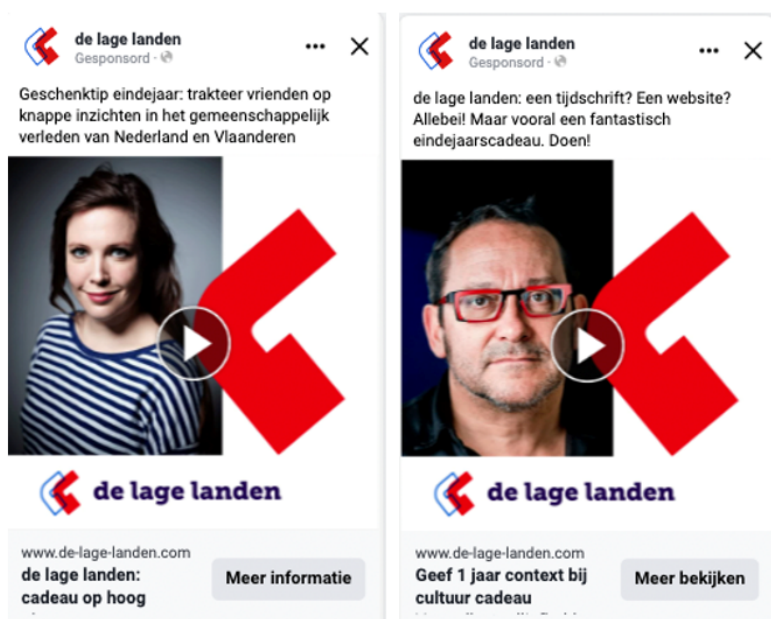 de lage landen
Gesponsord ·
Geschenktip eindejaar: trakteer vrienden op
knappe inzichten in het gemeenschappelijk
verleden van Nederland en Vlaanderen
de lage landen
www.de-lage-landen.com
de lage landen:
cadeau op hoog
Meer informatie
de lage landen
Gesponsord ·
de lage landen: een tijdschrift? Een website?
Allebei! Maar vooral een fantastisch
eindejaarscadeau. Doen!
de lage landen
www.de-lage-landen.com
Geef 1 jaar context bij
cultuur cadeau
Meer bekijken